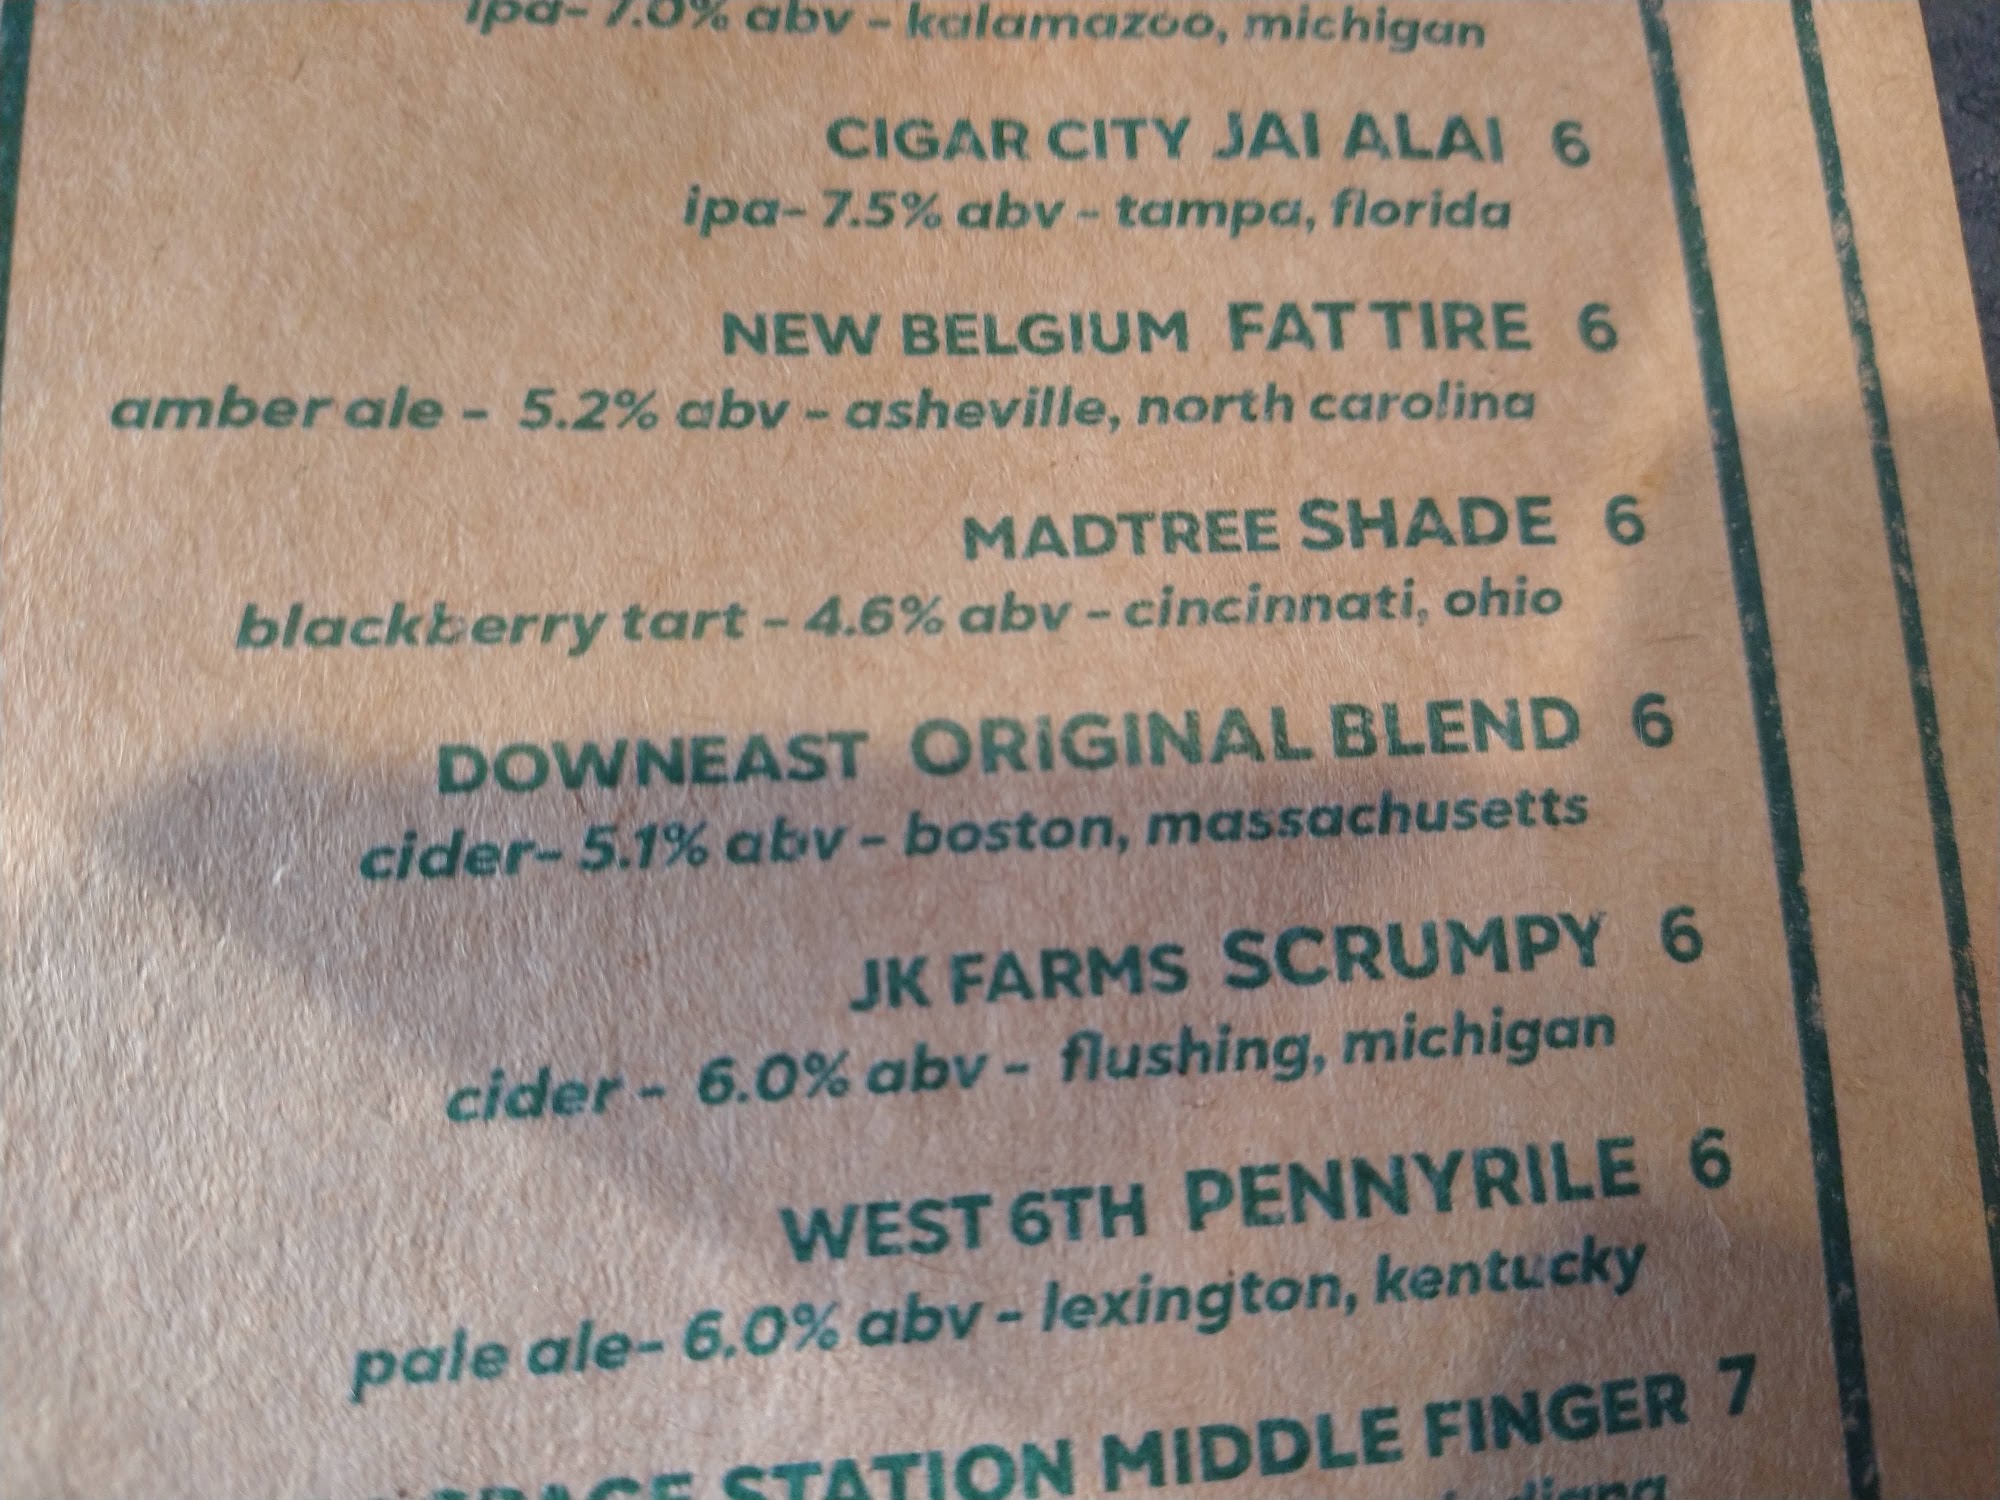 ipa- 7.0% abv - kalamazoo, michigan
CIGAR CITY JAI ALAI 6
ipa- 7.5% abv - tampa, florida
NEW BELGIUM FAT TIRE 6
amber ale - 5.2% abv - asheville, north carolina
MADTREE SHADE 6
blackberry tart - 4.6% abv - cincinnati, ohio
DOWNEAST ORIGINAL BLEND 6
cider- 5.1% abv - boston, massachusetts
JK FARMS SCRUMPY 6
cider - 6.0% abv - flushing, michigan
WEST 6TH PENNYRILE 6
pale ale- 6.0% abv - lexington, kentucky
SPACE STATION MIDDLE FINGER 7
indiana